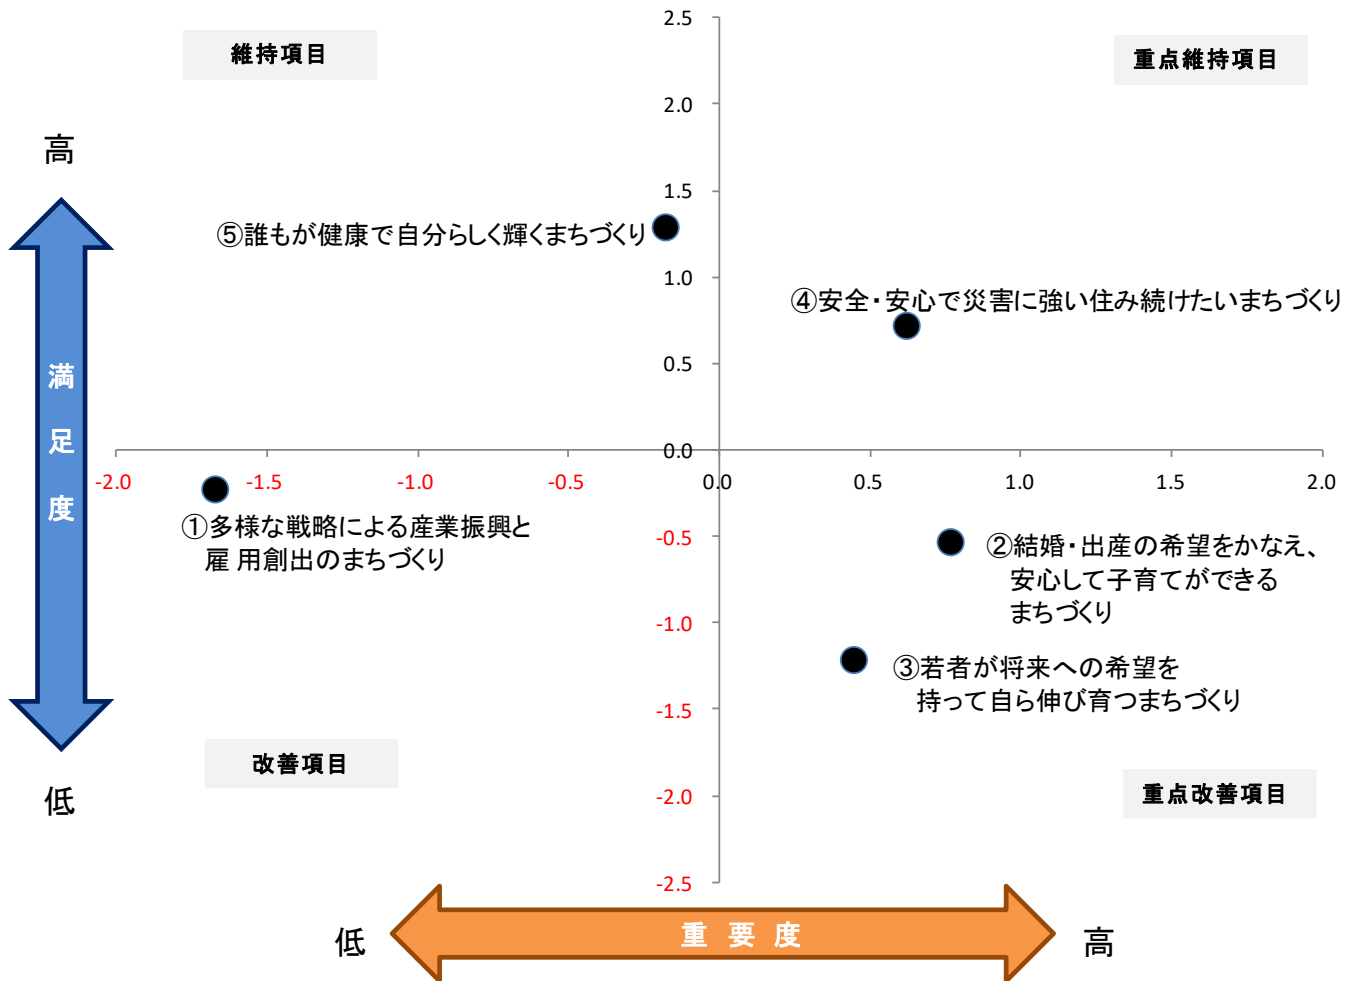 2.5
維持項目
重点維持項目
2.0
高
1.5
⑤誰もが健康で自分らしく輝くまちづくり
1.0
④安全・安心で災害に強い住み続けたいまちづくり
0.5
満足度
0.0
-2.0 -1.5 -1.0 -0.5 0.0 0.5 1.0 1.5 2.0
①多様な戦略による産業振興と
雇 用創出のまちづくり
-0.5
②結婚・出産の希望をかなえ、
安心して子育てができる
まちづくり
-1.0
③若者が将来への希望を
持って自ら伸び育つまちづくり
-1.5
改善項目
低
-2.0
重点改善項目
-2.5
低
重 要 度
高